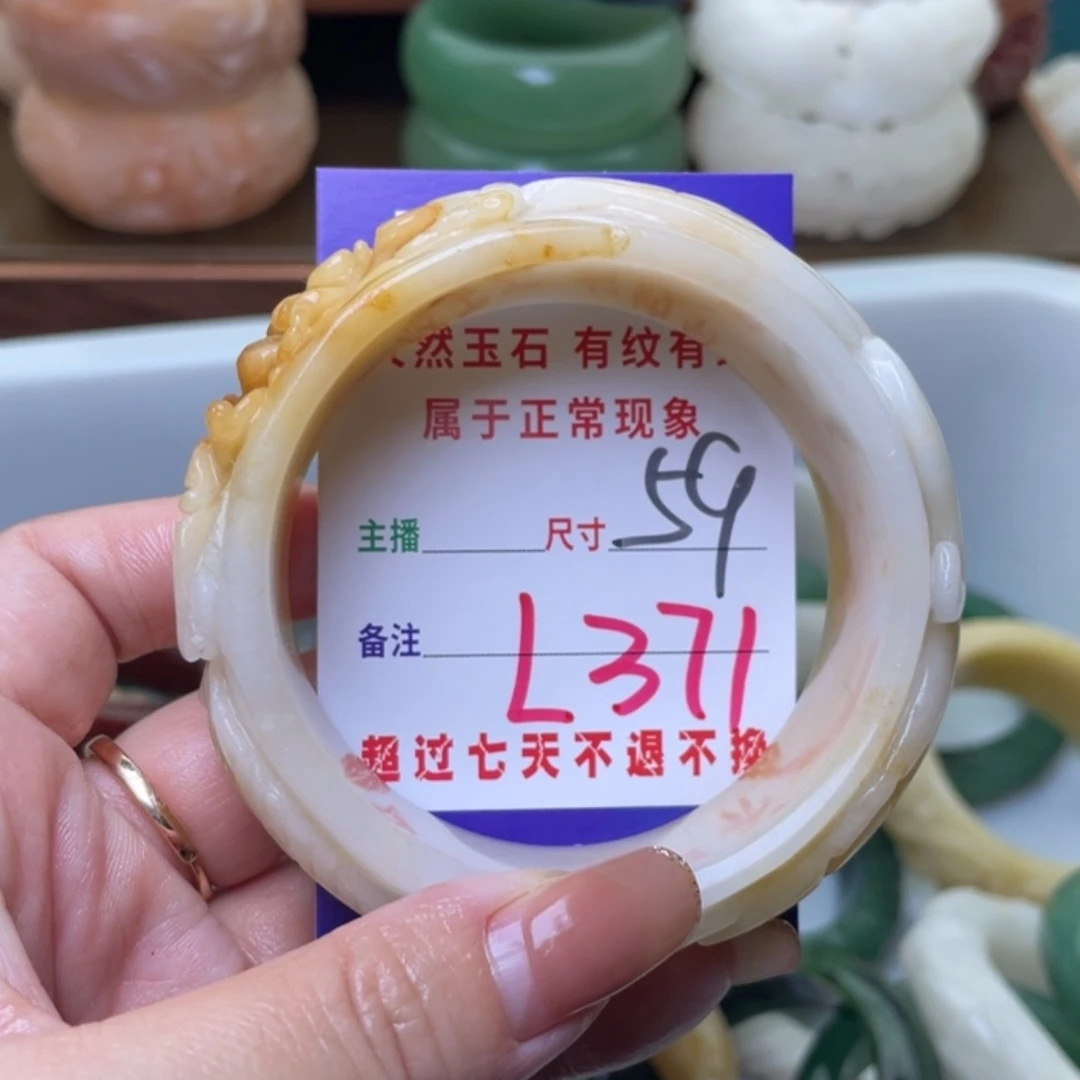 然玉石 有纹有
属于正常现象
主播 尺寸 59
备注 L371
超过七天不退不换